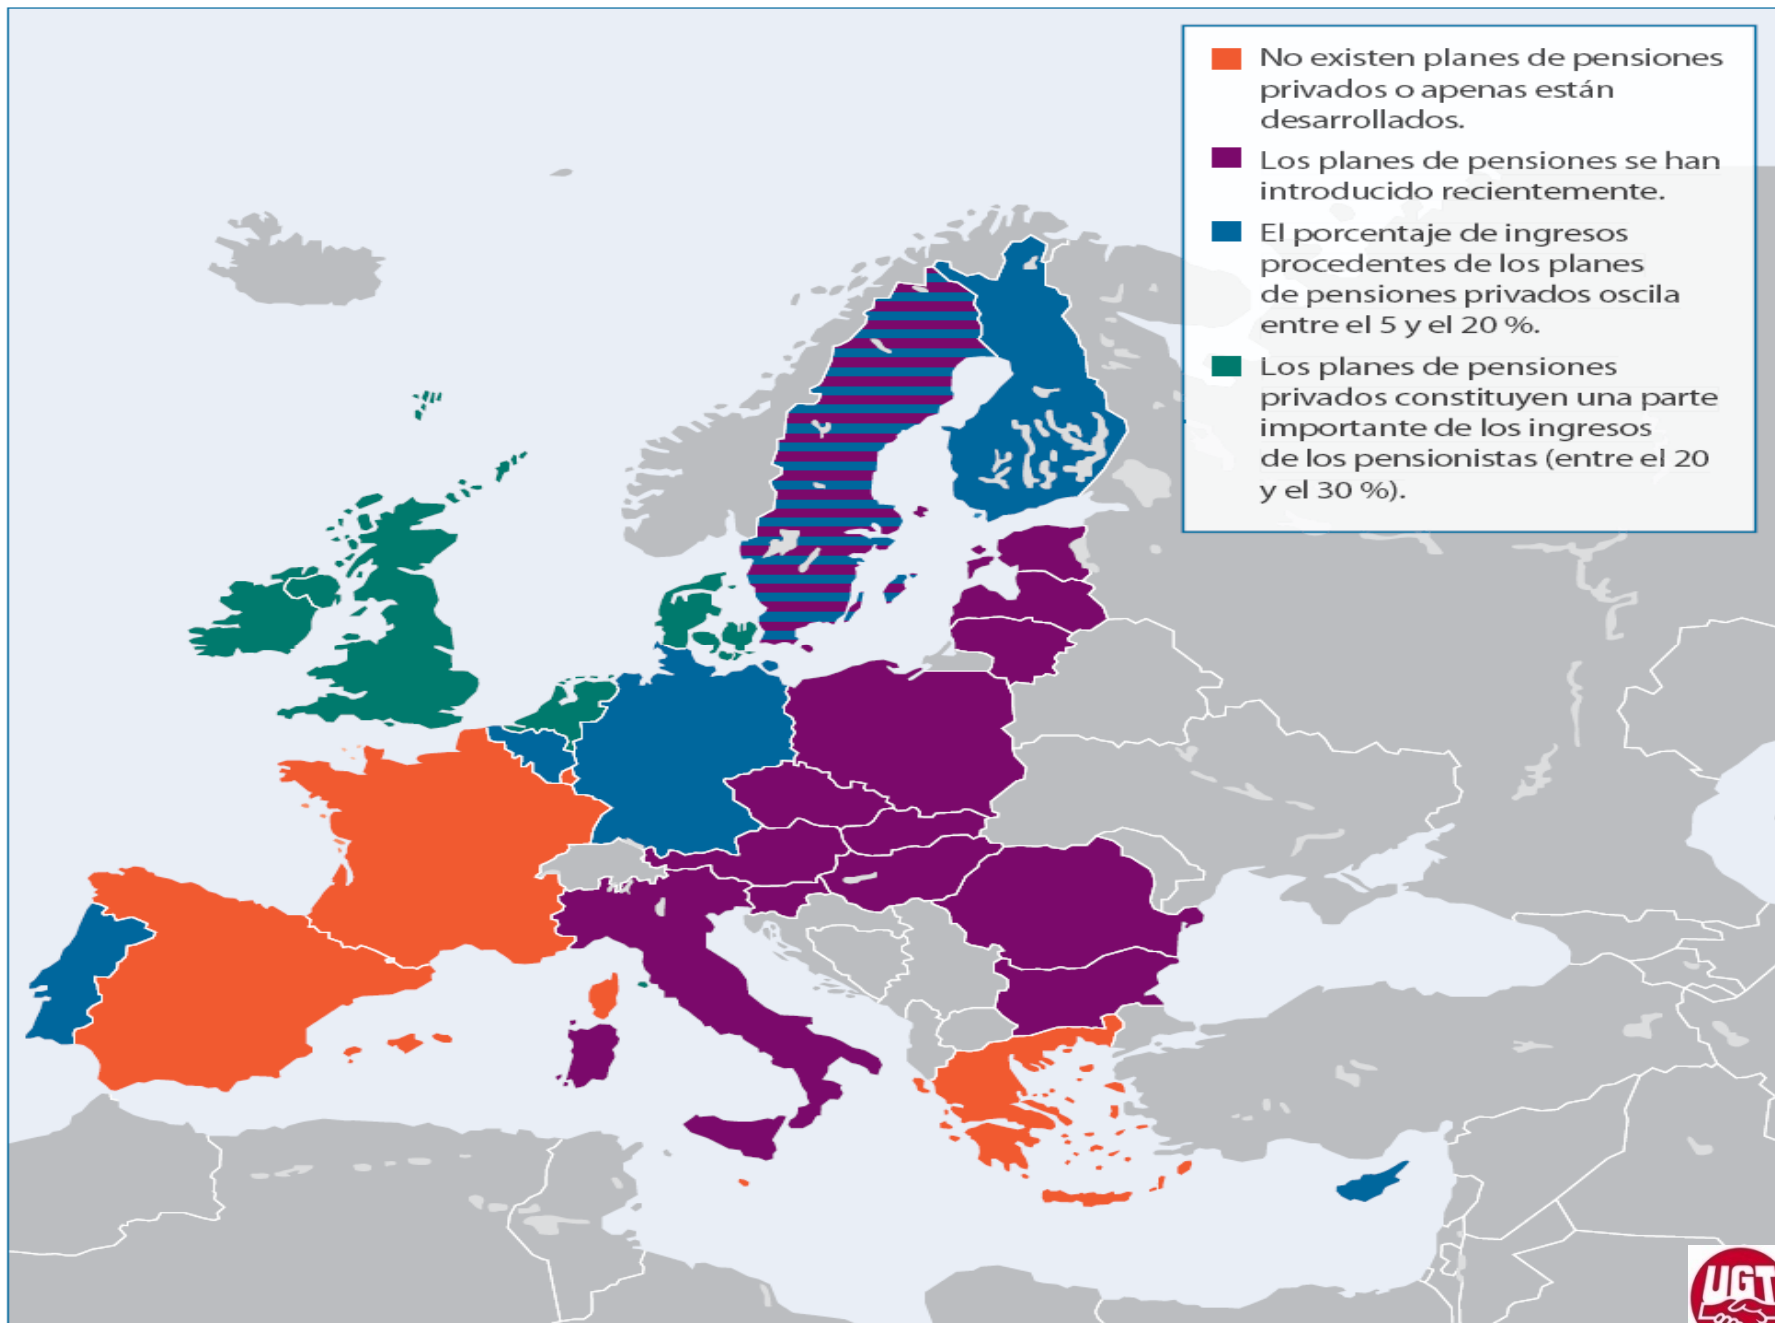 No existen planes de pensiones
privados o apenas están
desarrollados.
Los planes de pensiones se han
introducido recientemente.
El porcentaje de ingresos
procedentes de los planes
de pensiones privados oscila
entre el 5 y el 20 %.
Los planes de pensiones
privados constituyen una parte
importante de los ingresos
de los pensionistas (entre el 20
y el 30 %).
UGT